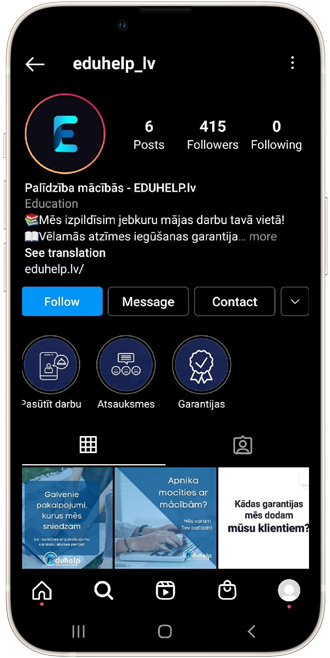 eduhelp_lv
E
6
Posts
415
Followers
0
Following
Palīdzība mācībās - EDUHELP.lv
Education
📚Mēs izpildīsim jebkuru mājas darbu tavā vietā!
📖Vēlamās atzīmes iegūšanas garantija... more
See translation
eduhelp.lv/
Follow
Message
Contact
Pasūtīt darbu
Atsauksmes
Garantijas
Galvenie
pakalpojumi,
kurus mēs
sniedzam
Eduhelp
Apnika
mācīties ar
mācībām?
Mēs varam
Tev palīdzēt!
Eduhelp
Kādas garantijas
mēs dodam
mūsu klientiem?